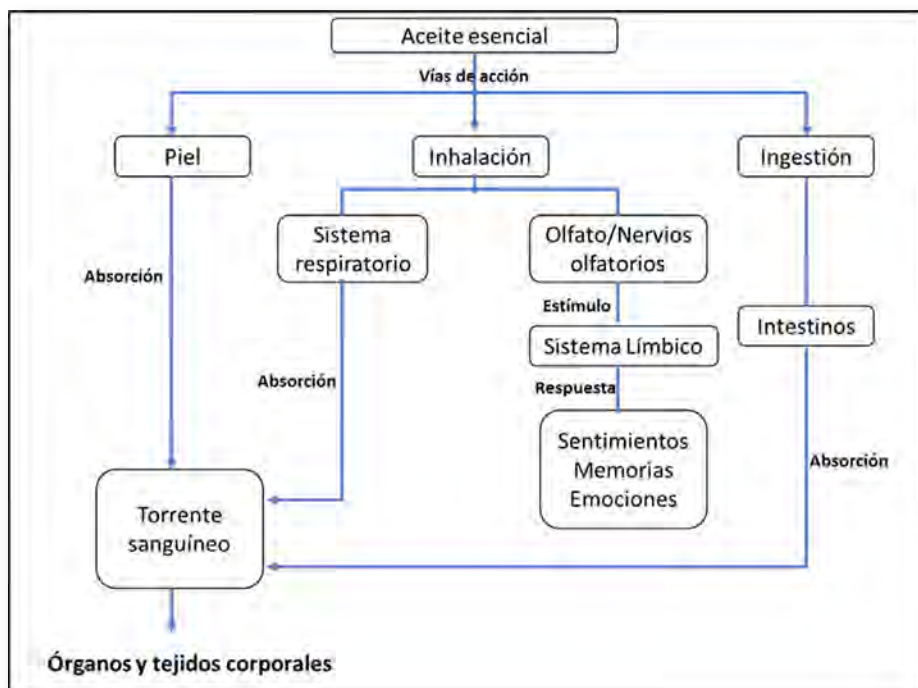 Aceite esencial
Vías de acción
Piel
Inhalación
Ingestión
Sistema
respiratorio
Olfato/Nervios
olfatorios
Absorción
Estímulo
Intestinos
Sistema Límbico
Absorción
Respuesta
Sentimientos
Memorias
Emociones
Absorción
Torrente
sanguíneo
Órganos y tejidos corporales